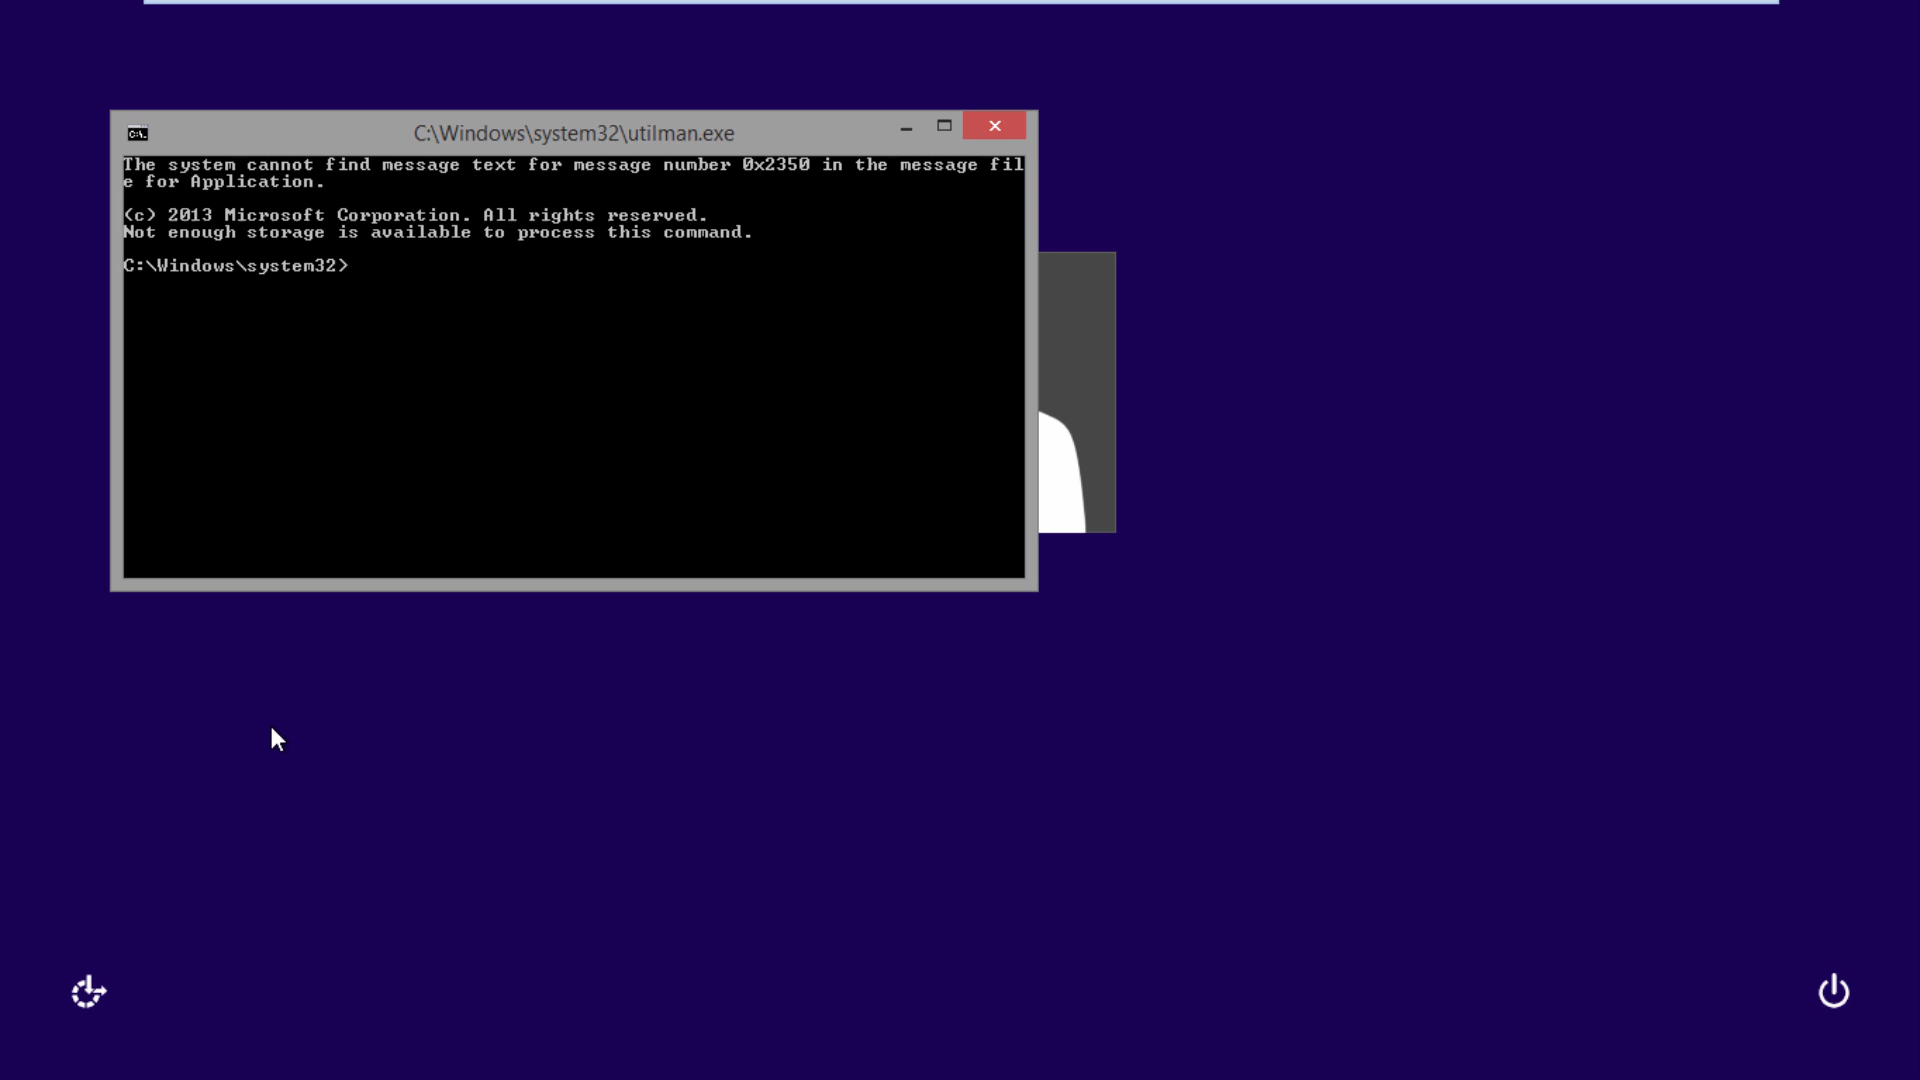 C:\Windows\system32\utilman.exe
The system cannot find message text for message number 0x2350 in the message fil
e for Application.
(c) 2013 Microsoft Corporation. All rights reserved.
Not enough storage is available to process this command.
C:\Windows\system32>